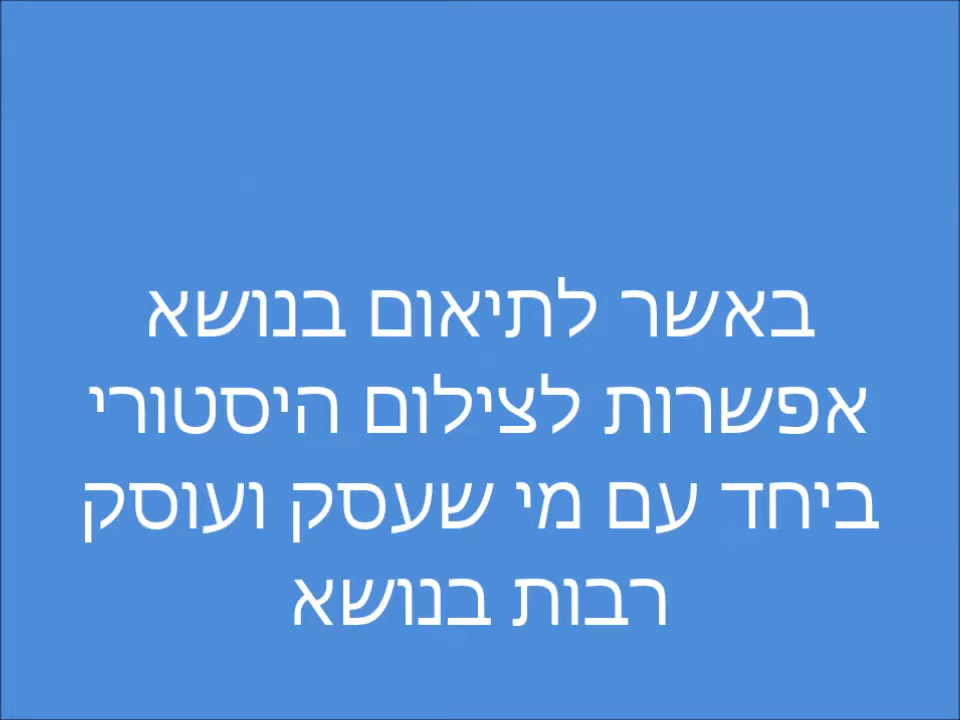 באשר לתיאום בנושא
אפשרות לצילום היסטורי
ביחד עם מי שעסק ועוסק
רבות בנושא